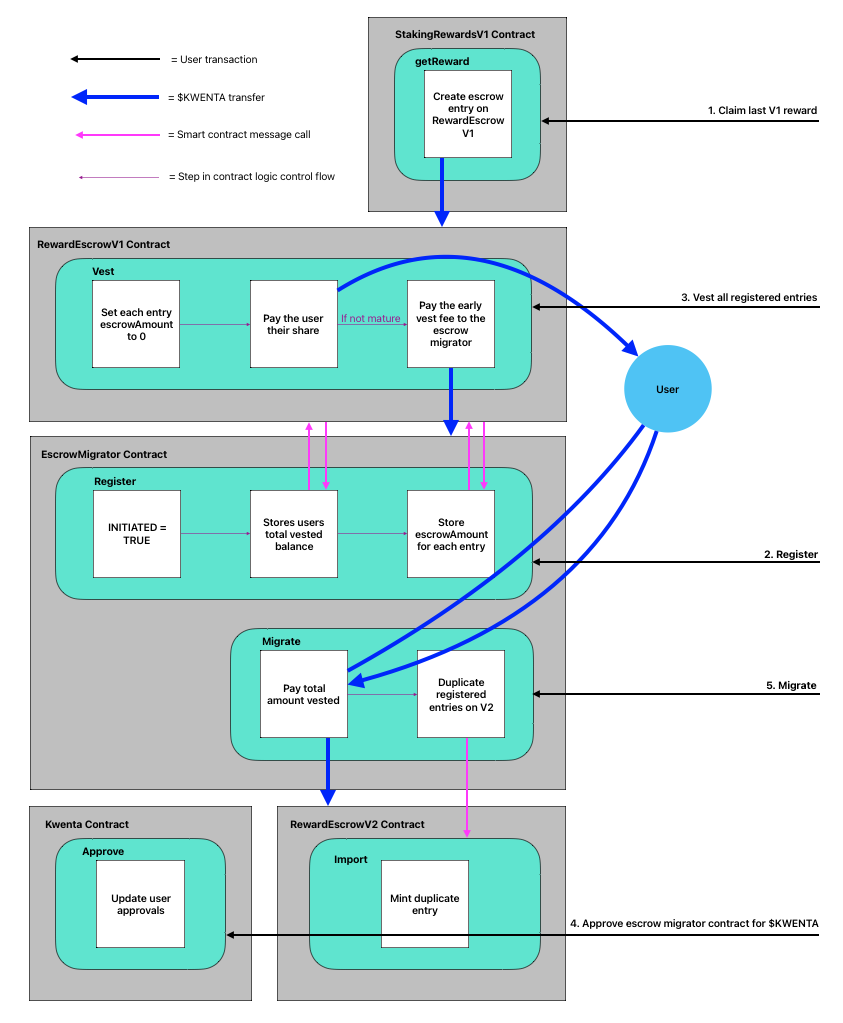 StakingRewardsV1 Contract
getReward
Create escrow
entry on
RewardEscrow
V1
= User transaction
= $KWENTA transfer
= Smart contract message call
= Step in contract logic control flow
1. Claim last V1 reward
RewardEscrowV1 Contract
Vest
Set each entry
escrowAmount
to 0
Pay the user
their share
If not mature
Pay the early
vest fee to the
escrow
migrator
3. Vest all registered entries
User
EscrowMigrator Contract
Register
INITIATED =
TRUE
Stores users
total vested
balance
Store
escrowAmount
for each entry
2. Register
Migrate
Pay total
amount vested
Duplicate
registered
entries on V2
5. Migrate
Kwenta Contract
Approve
Update user
approvals
RewardEscrowV2 Contract
Import
Mint duplicate
entry
4. Approve escrow migrator contract for $KWENTA